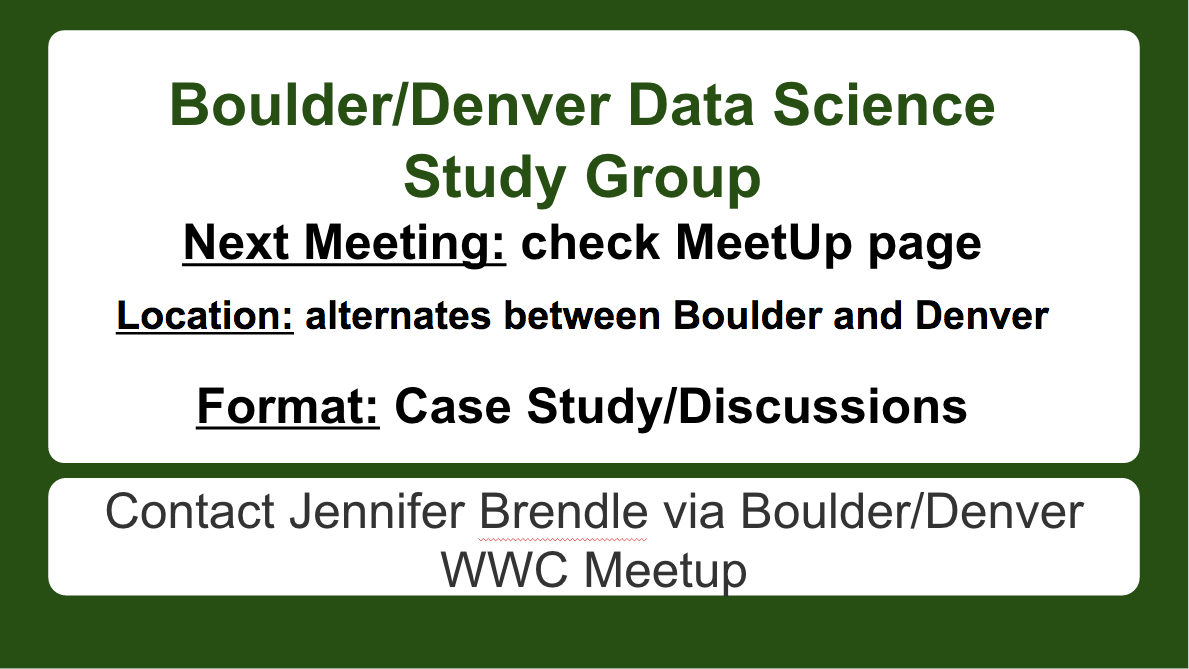 Boulder/Denver Data Science
Study Group
Next Meeting: check MeetUp page
Location: alternates between Boulder and Denver
Format: Case Study/Discussions
Contact Jennifer Brendle via Boulder/Denver
WWC Meetup